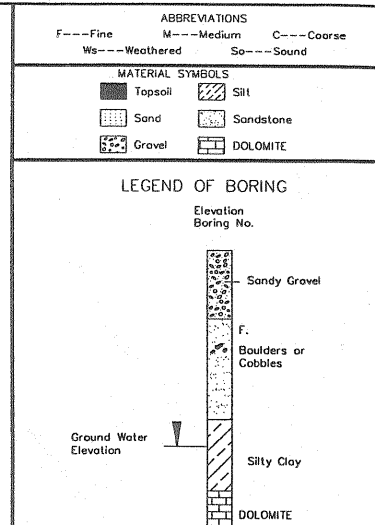 ABBREVIATIONS
F---Fine M---Medium C---Coarse
Ws---Weathered So---Sound
MATERIAL SYMBOLS
Topsoil Silt
Sand Sandstone
Gravel DOLOMITE
LEGEND OF BORING
Elevation
Boring No.
Sandy Gravel
F.
Boulders or
Cobbles
Ground Water
Elevation
Silty Clay
DOLOMITE